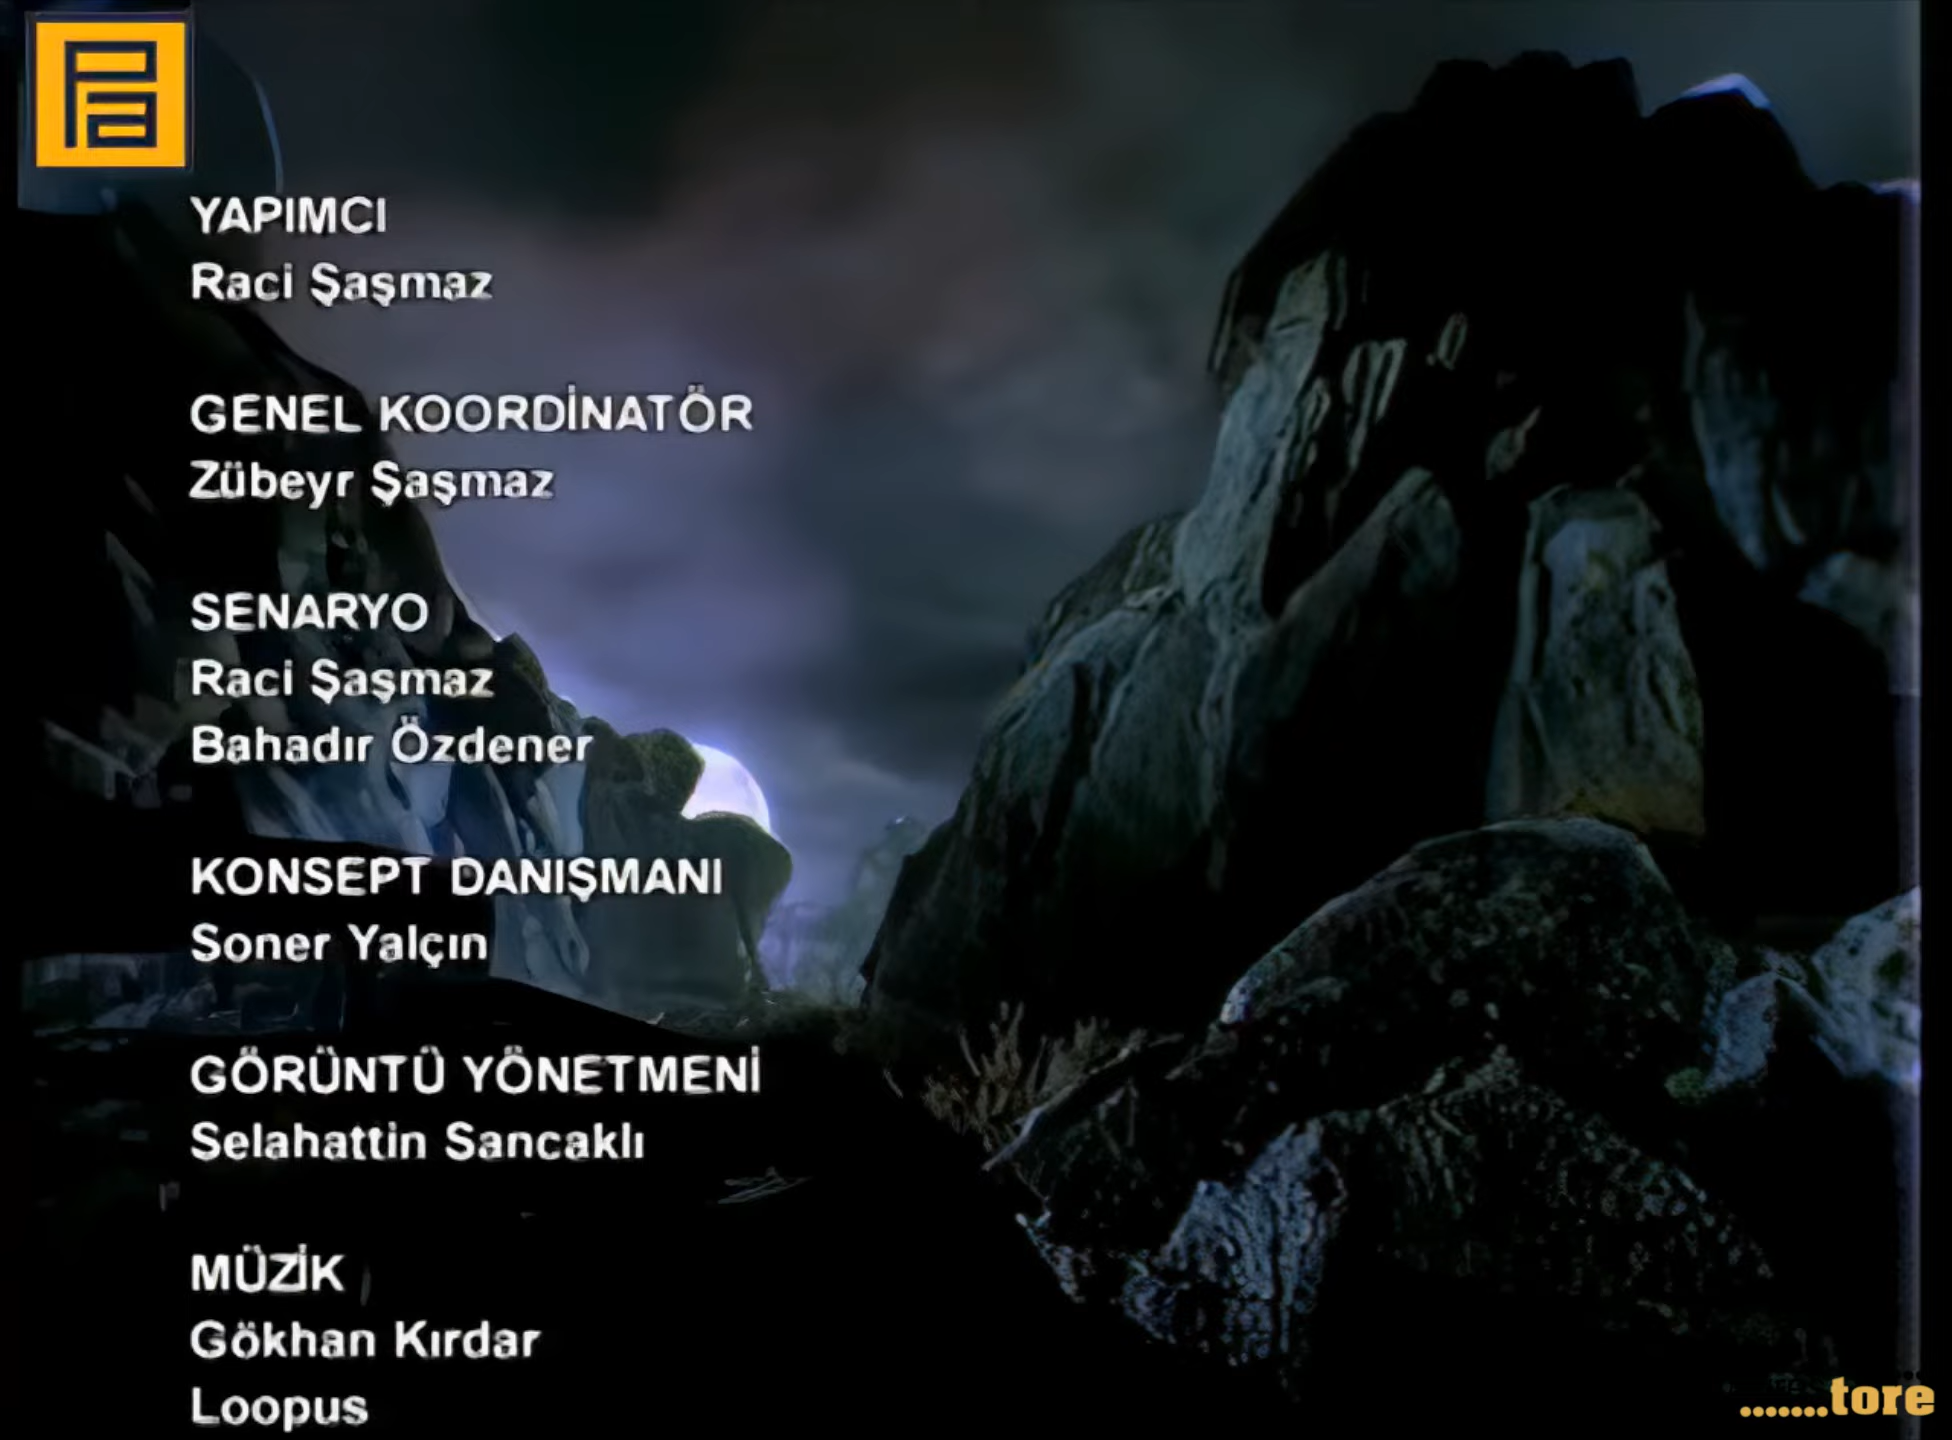 Pa
YAPIMCI
Raci Şaşmaz
GENEL KOORDİNATÖR
Zübeyr Şaşmaz
SENARYO
Raci Şaşmaz
Bahadır Özdener
KONSEPT DANIŞMANI
Soner Yalçın
GÖRÜNTÜ YÖNETMENİ
Selahattin Sancaklı
MÜZİK
Gökhan Kırdar
Loopus
.......tore